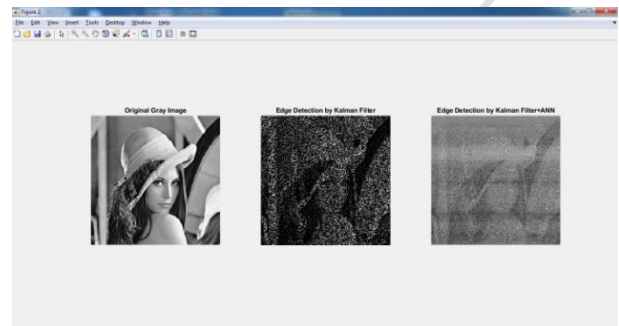 Figure 2
File Edit View Insert Tools Desktop Window Help
Original Gray Image
Edge Detection by Kalman Filter
Edge Detection by Kalman Filter+ANN